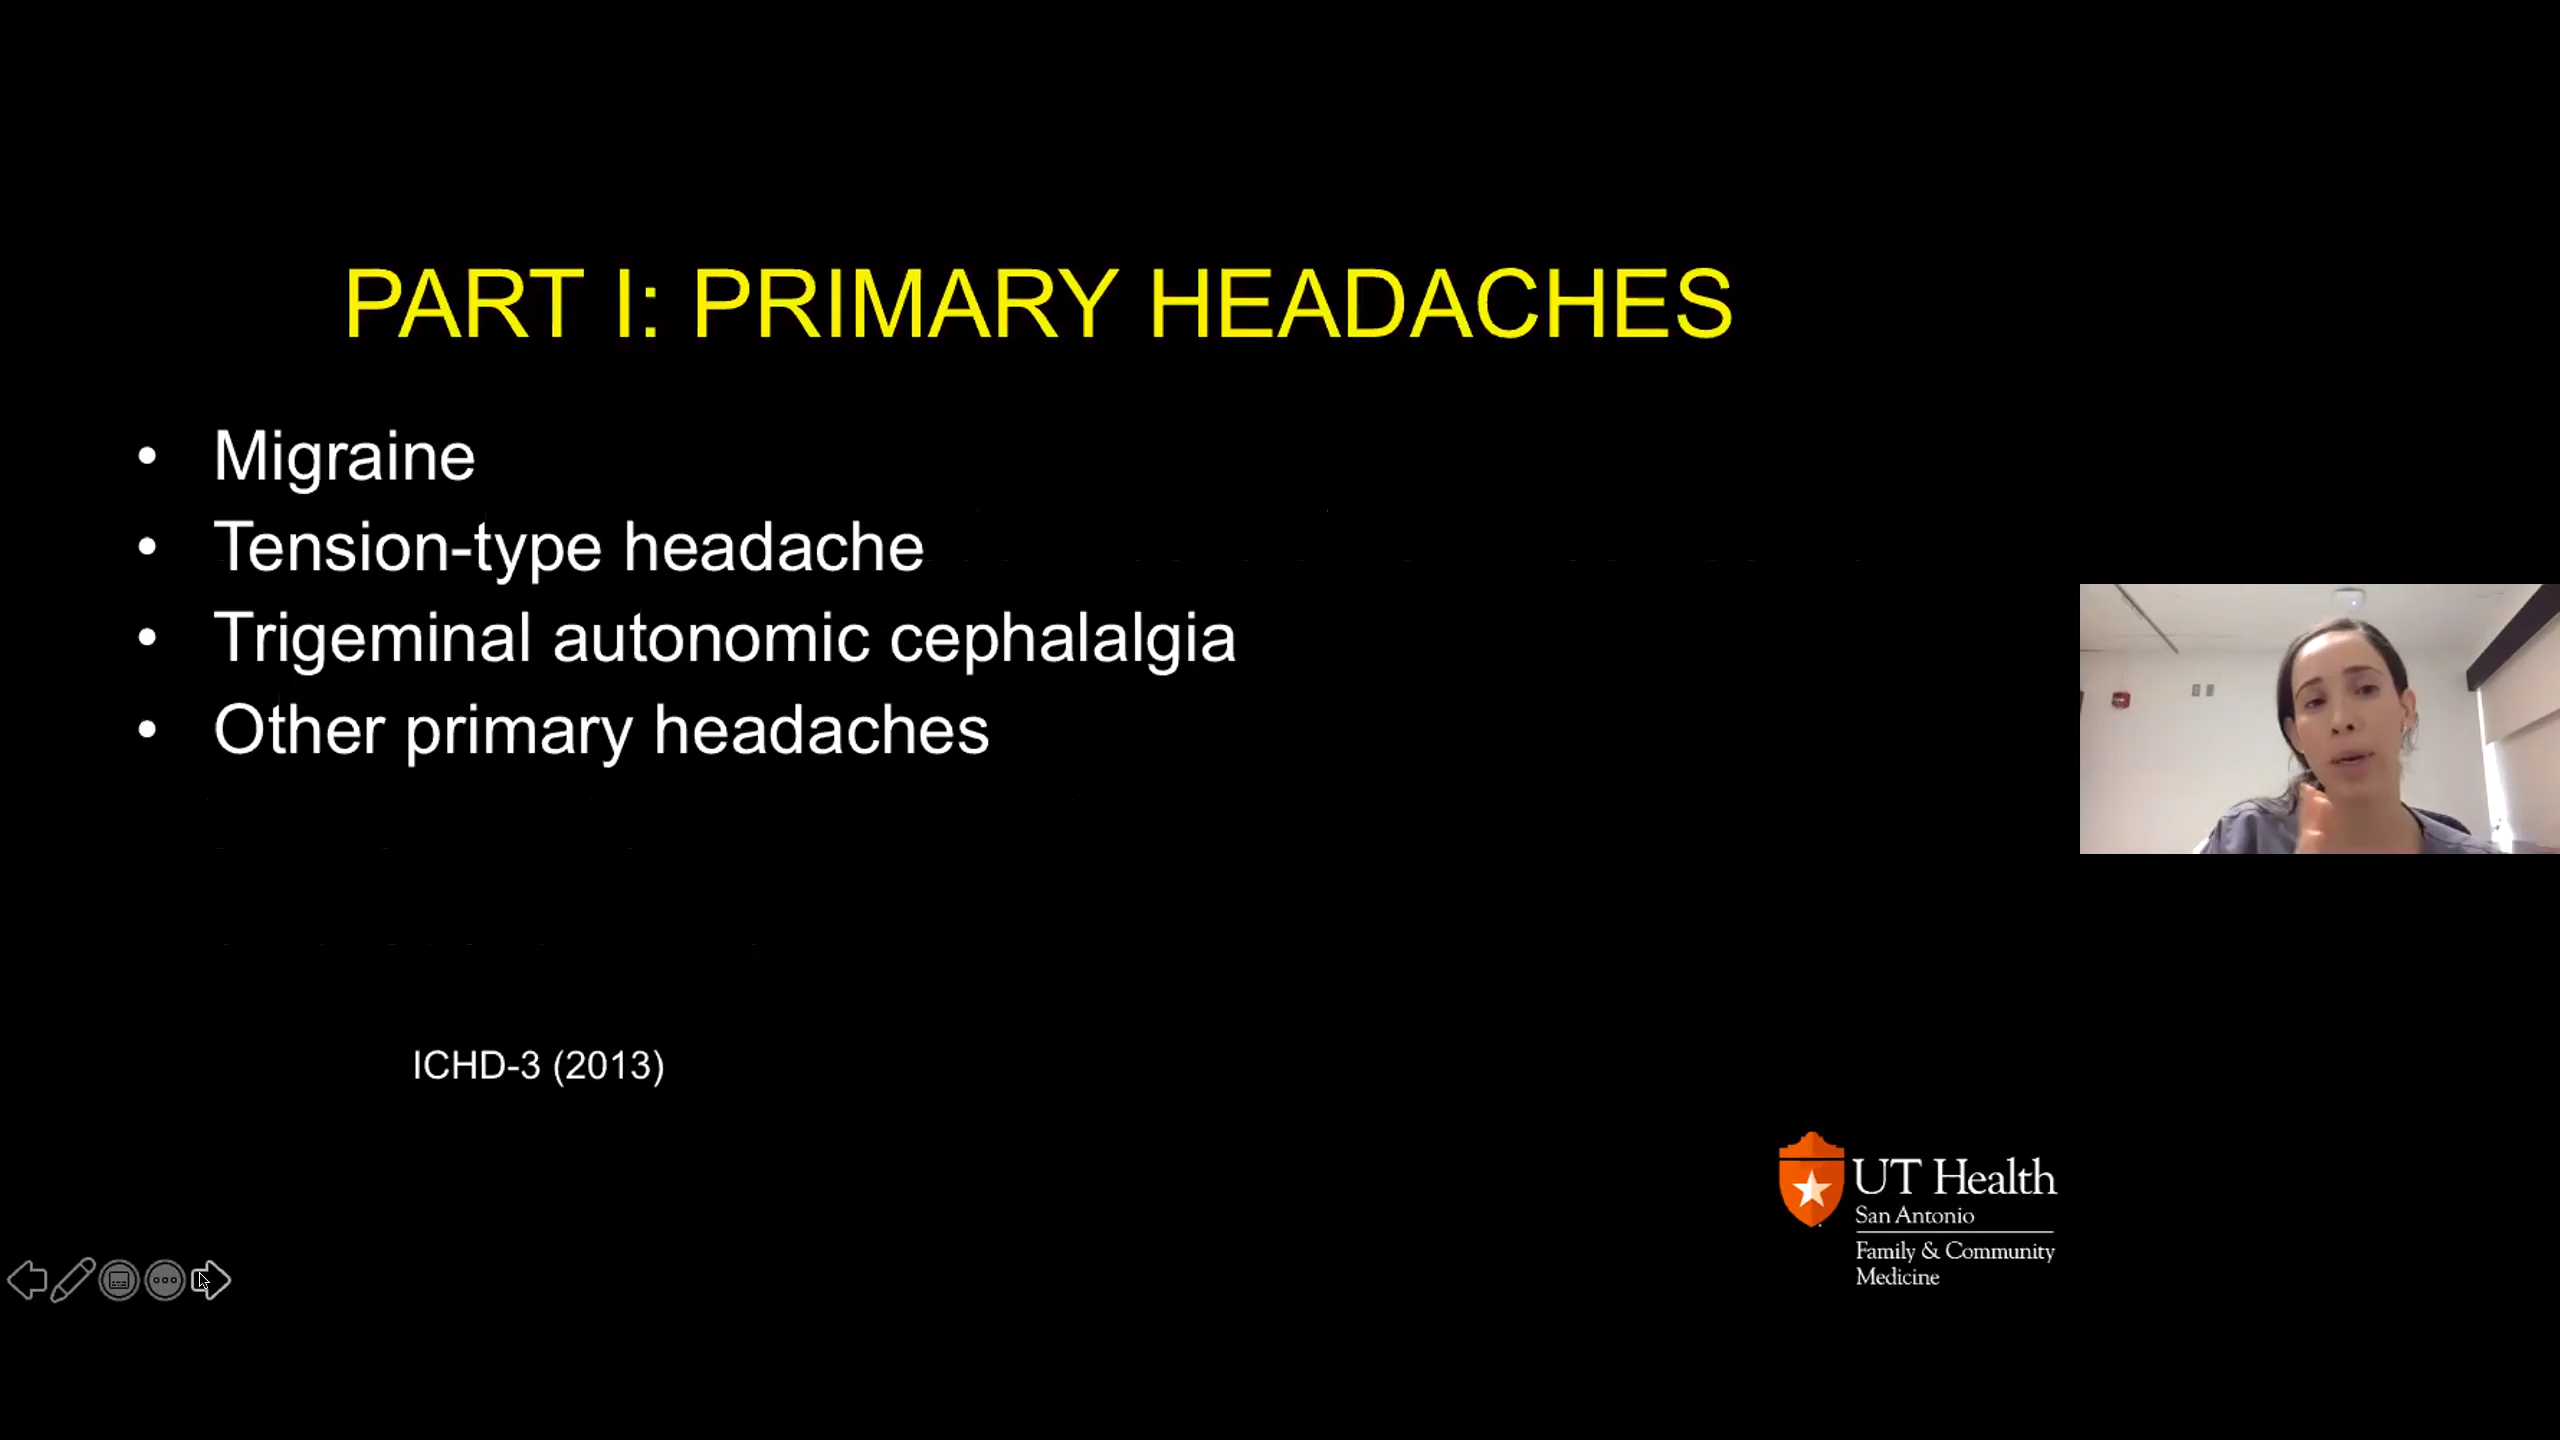 PART I: PRIMARY HEADACHES
• Migraine
• Tension-type headache
• Trigeminal autonomic cephalalgia
• Other primary headaches
ICHD-3 (2013)
UT Health
San Antonio
Family & Community
Medicine